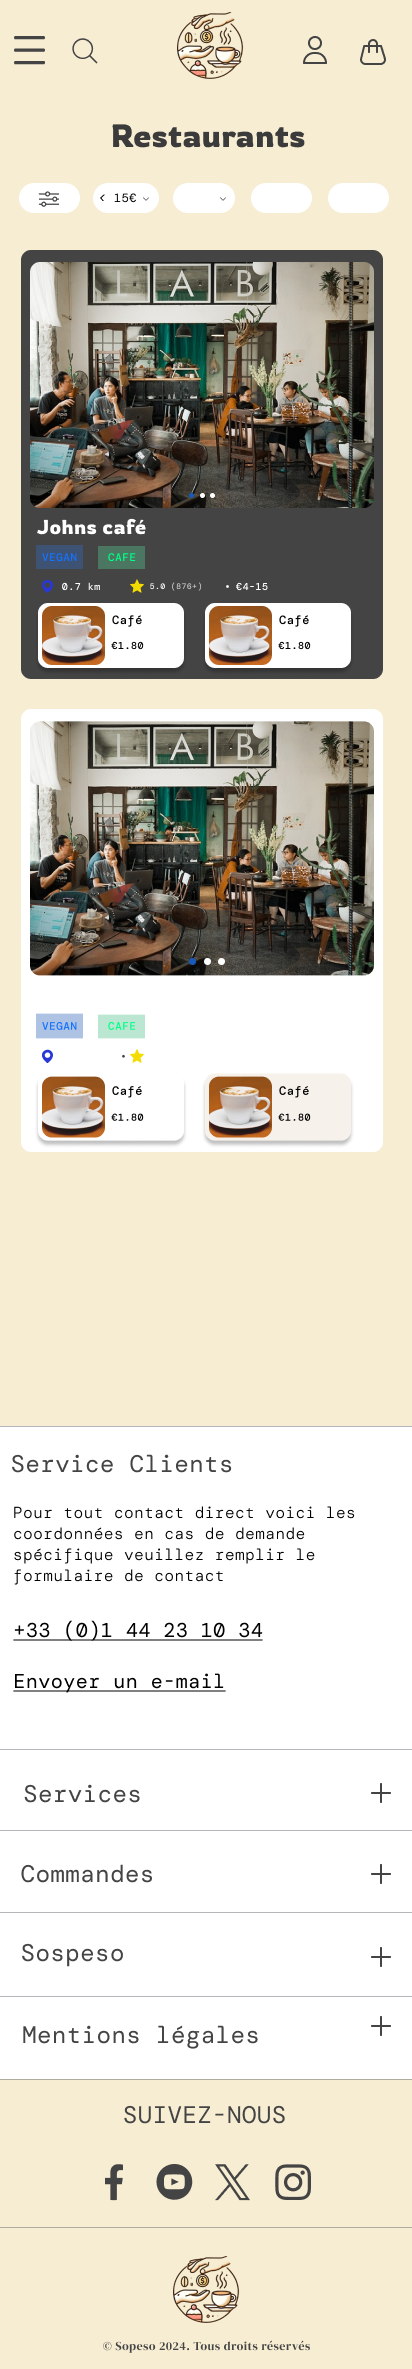 Restaurants
< 15€
LAB
Johns café
VEGAN CAFE
0.7 km 5.0 (876+) • €4-15
Café Café
€1.80 €1.80
LAB
VEGAN CAFE
Café Café
€1.80 €1.80
Service Clients
Pour tout contact direct voici les
coordonnées en cas de demande
spécifique veuillez remplir le
formulaire de contact
+33 (0)1 44 23 10 34
Envoyer un e-mail
Services
Commandes
Sospeso
Mentions légales
SUIVEZ-NOUS
© Sopeso 2024. Tous droits réservés